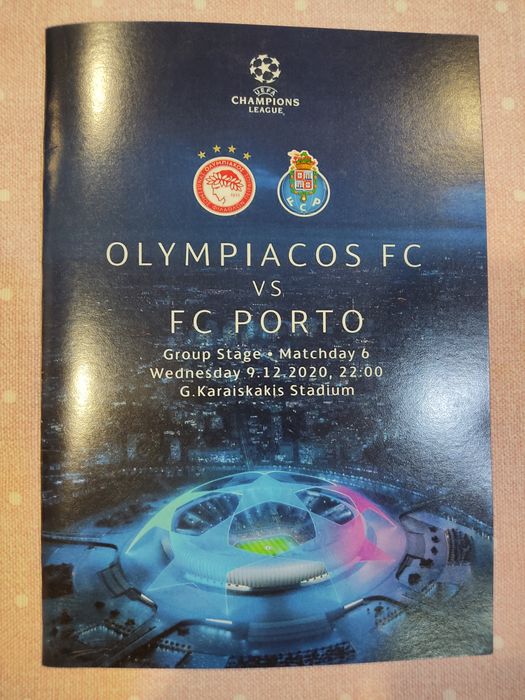 UEFA
CHAMPIONS
LEAGUE
F C P
OLYMPIACOS FC
VS
FC PORTO
Group Stage • Matchday 6
Wednesday 9.12.2020, 22:00
G.Karaiskakis Stadium